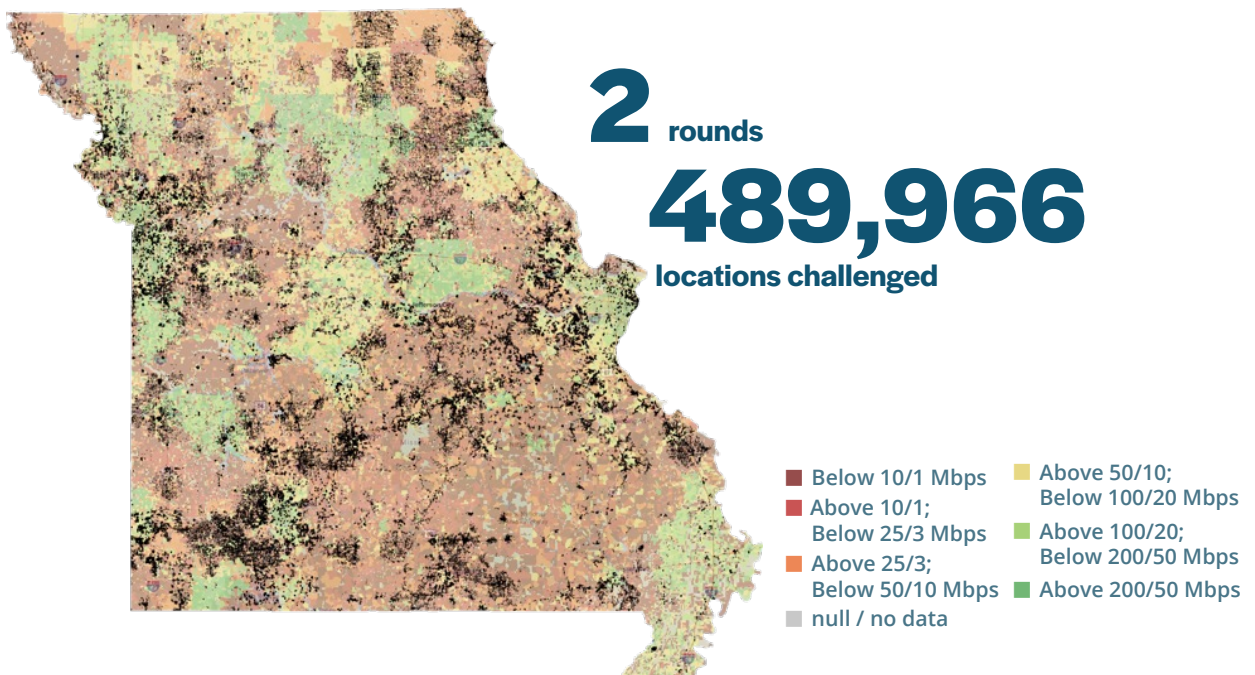 2 rounds
489,966
locations challenged
Below 10/1 Mbps
Above 10/1;
Below 25/3 Mbps
Above 25/3;
Below 50/10 Mbps
null / no data
Above 50/10;
Below 100/20 Mbps
Above 100/20;
Below 200/50 Mbps
Above 200/50 Mbps